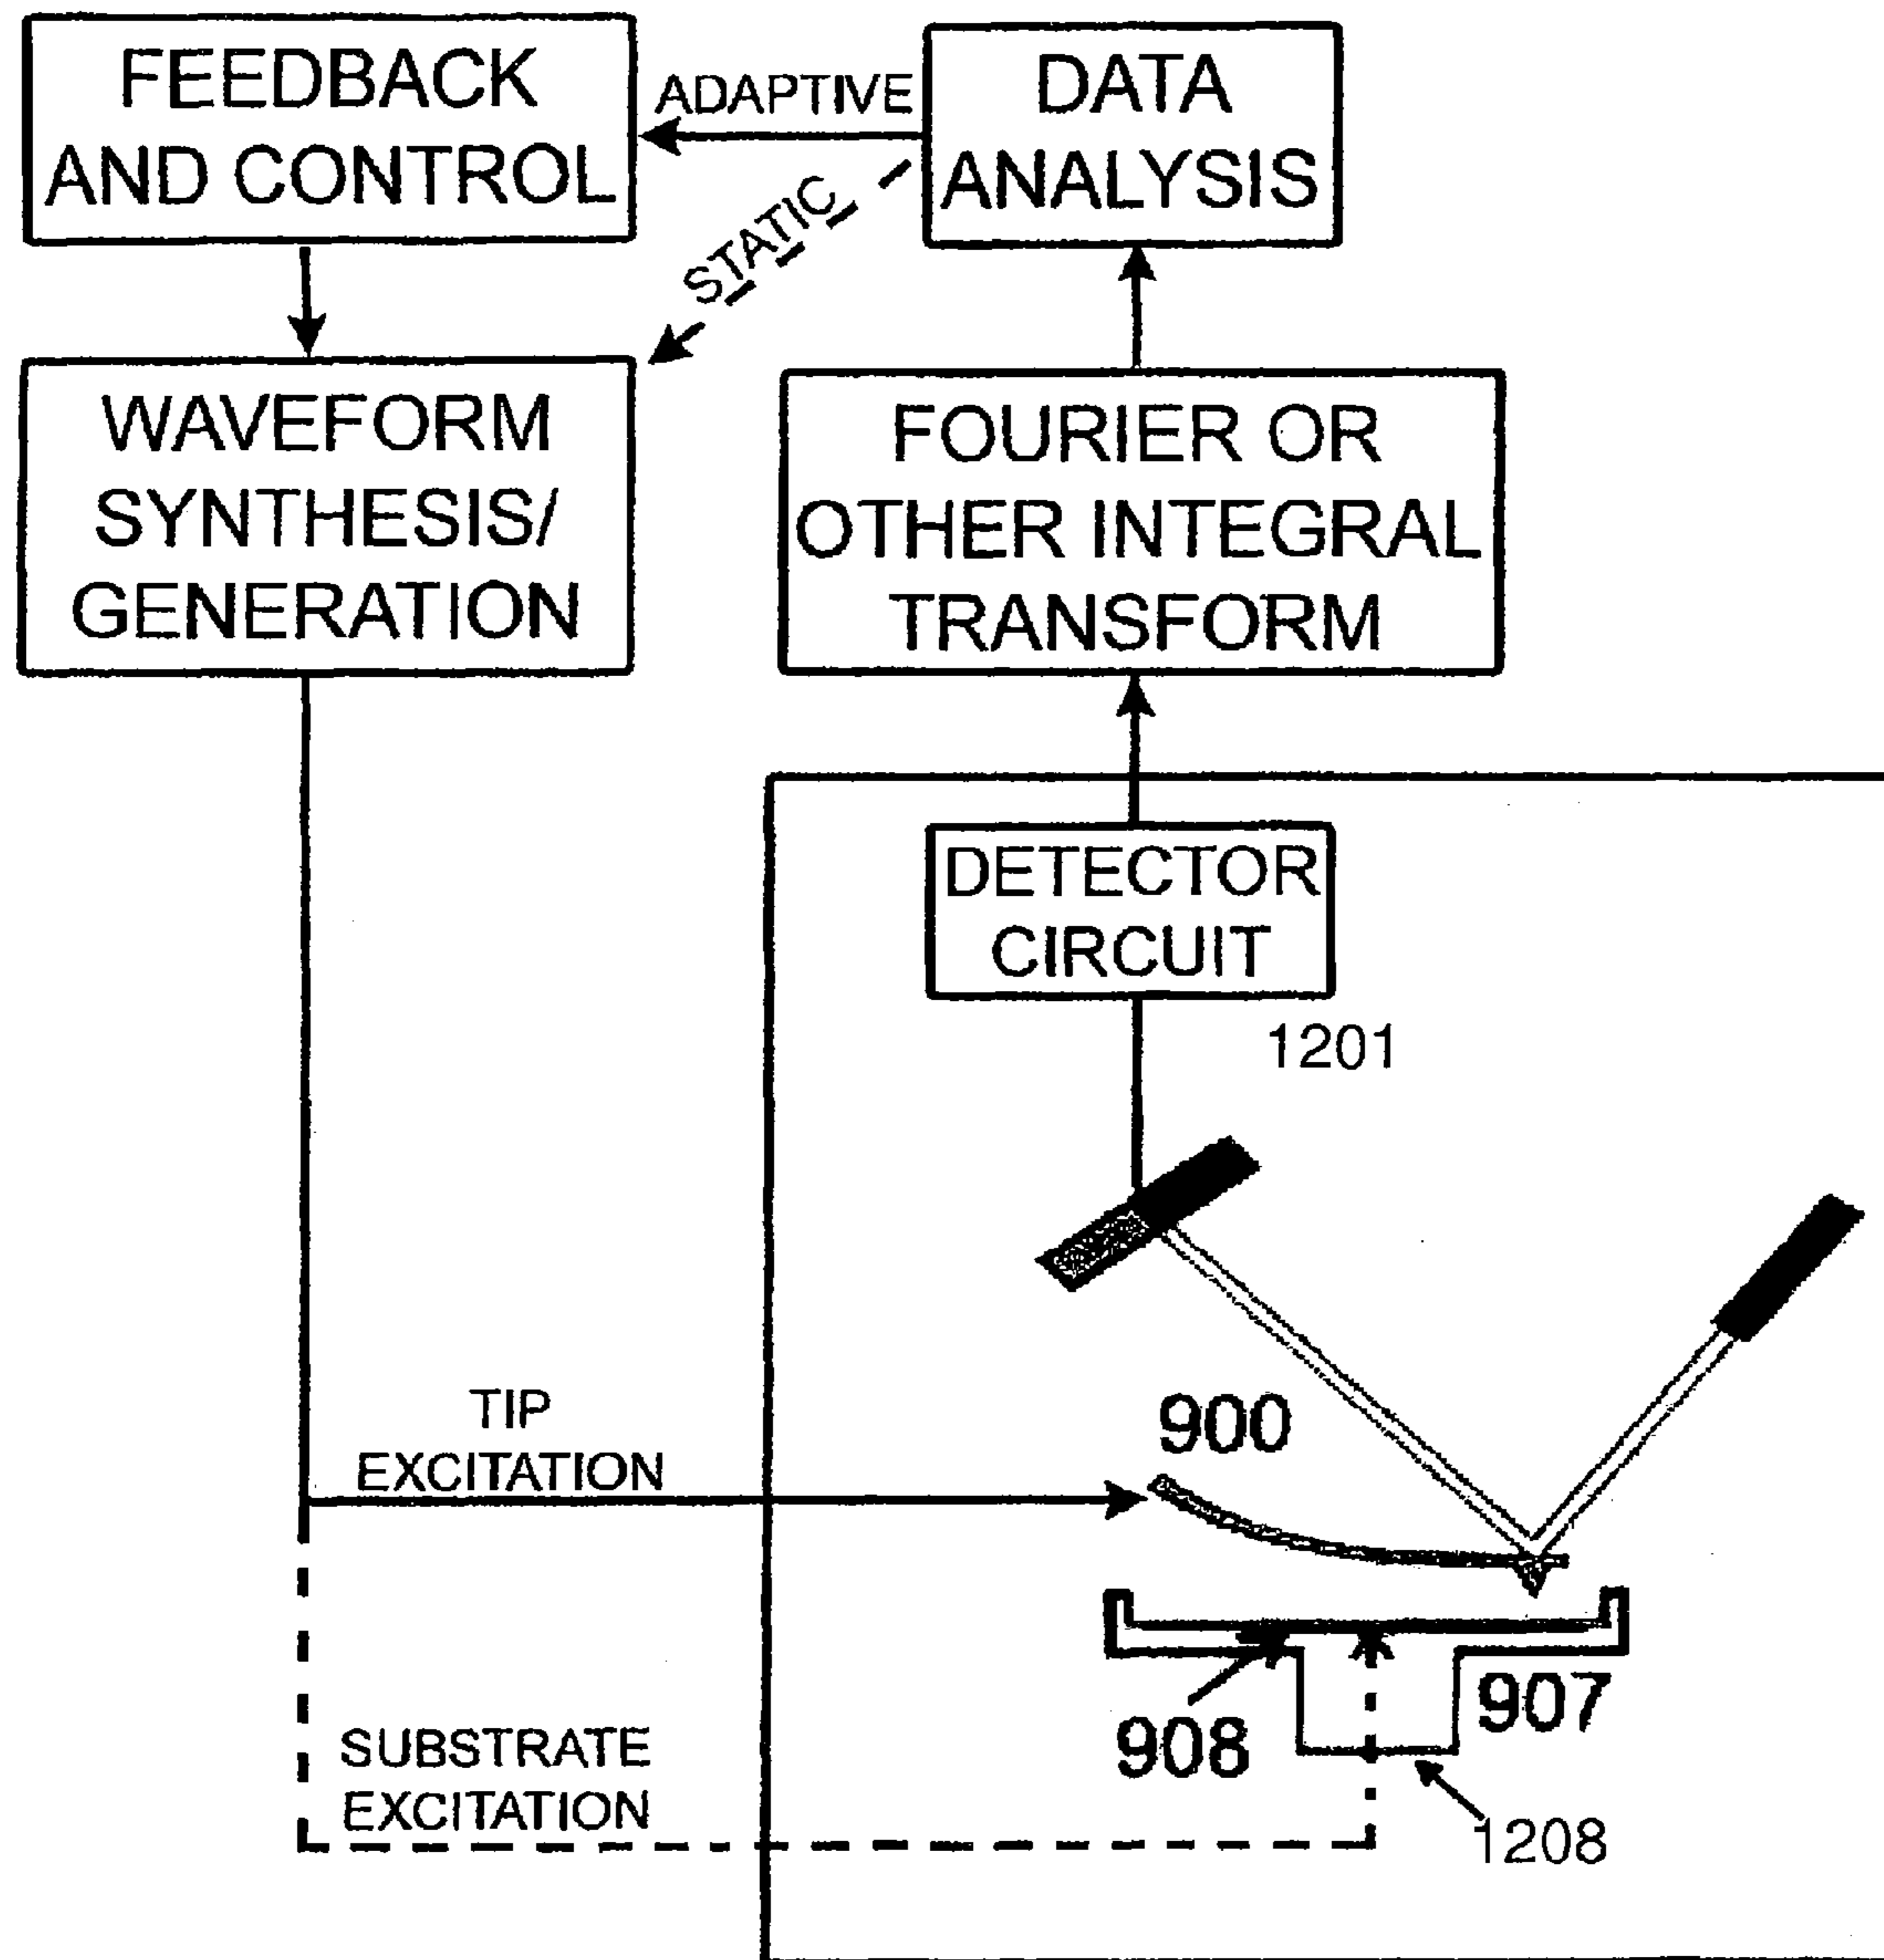 FEEDBACK
AND CONTROL
ADAPTIVE
DATA
ANALYSIS
STATIC
WAVEFORM
SYNTHESIS/
GENERATION
FOURIER OR
OTHER INTEGRAL
TRANSFORM
DETECTOR
CIRCUIT
1201
900
TIP
EXCITATION
907
908
SUBSTRATE
EXCITATION
1208